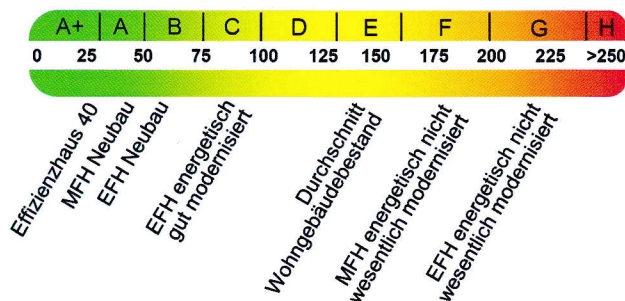 A+ A B C D E F G H
0 25 50 75 100 125 150 175 200 225 >250
Effizienzhaus 40
MFH Neubau
EFH Neubau
EFH energetisch
gut modernisiert
Durchschnitt
Wohngebäudebestand
MFH energetisch nicht
wesentlich modernisiert
EFH energetisch nicht
wesentlich modernisiert